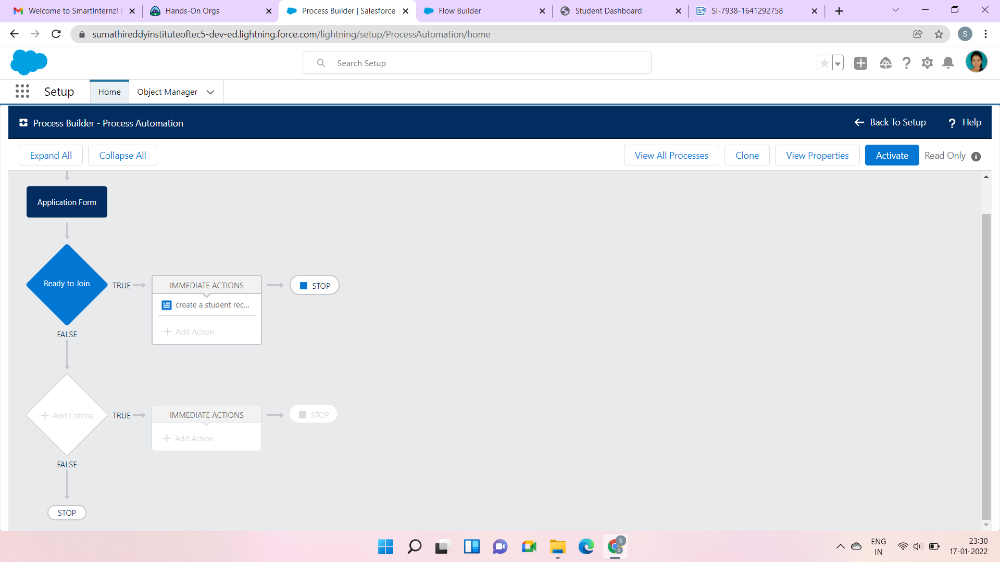 Welcome to SmartInternz!
Hands-On Orgs
Process Builder | Salesforce
Flow Builder
Student Dashboard
SI-7938-1641292758
sumathireddyinstituteoftec5-dev-ed.lightning.force.com/lightning/setup/ProcessAutomation/home
S
Search Setup
Setup
Home
Object Manager
Process Builder - Process Automation
Back To Setup
? Help
Expand All
Collapse All
View All Processes
Clone
View Properties
Activate
Read Only
Application Form
Ready to Join
TRUE
IMMEDIATE ACTIONS
STOP
create a student rec...
+ Add Action
FALSE
+ Add Criteria
TRUE
IMMEDIATE ACTIONS
STOP
+ Add Action
FALSE
STOP
ENG
IN
23:30
17-01-2022